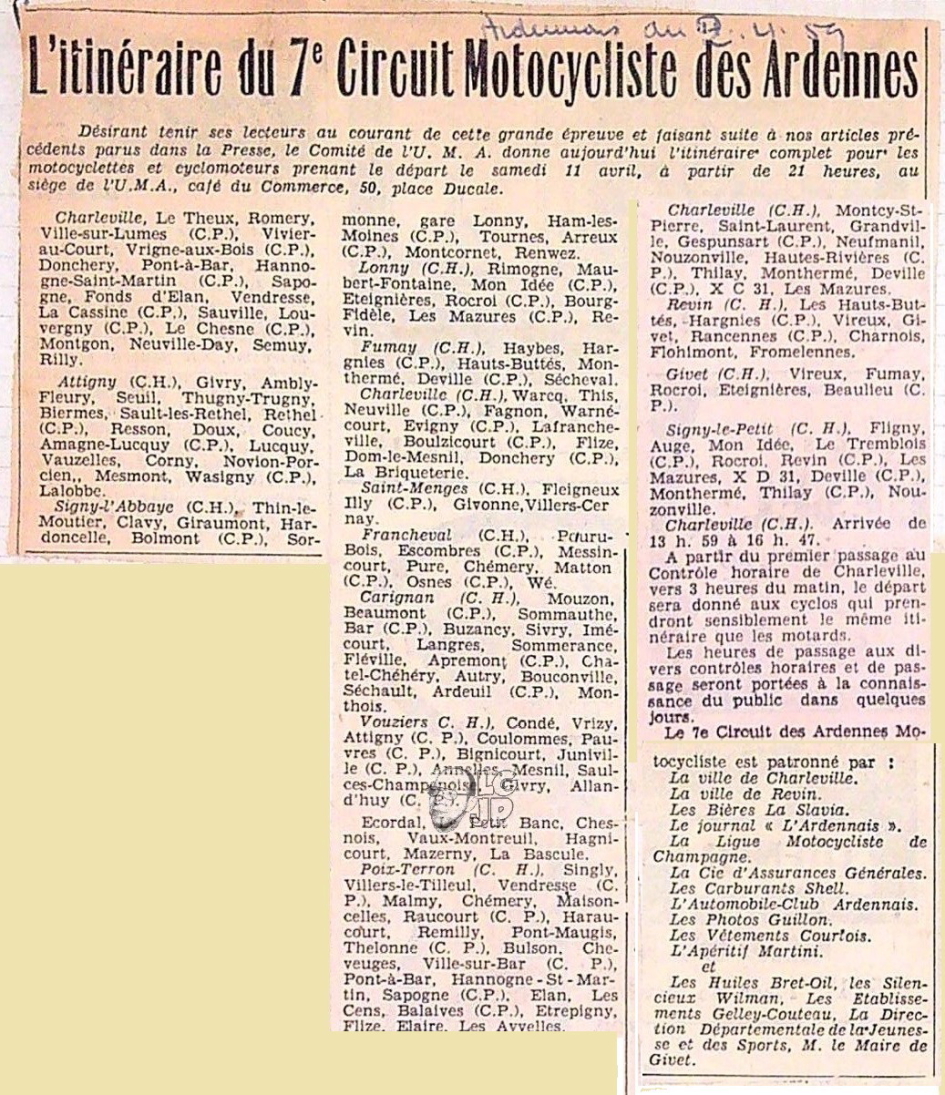 Ardennais du 4. 59
L'itinéraire du 7e Circuit Motocycliste des Ardennes
Désirant tenir ses lecteurs au courant de cette grande épreuve et faisant suite à nos articles pré-
cédents parus dans la Presse, le Comité de l'U. M. A. donne aujourd'hui l'itinéraire complet pour les
motocyclettes et cyclomoteurs prenant le départ le samedi 11 avril, à partir de 21 heures, au
siège de l'U.M.A., café du Commerce, 50, place Ducale.
Charleville, Le Theux, Romery,
Ville-sur-Lumes (C.P.), Vivier-
au-Court, Vrigne-aux-Bois (C.P.),
Donchery, Pont-à-Bar, Hanno-
gne-Saint-Martin (C.P.), Sapo-
gne, Fonds d'Elan, Vendresse,
La Cassine (C.P.), Sauville, Lou-
vergny (C.P.), Le Chesne (C.P.),
Montgon, Neuville-Day, Semuy,
Rilly.
Attigny (C.H.), Givry, Ambly-
Fleury, Seuil, Thugny-Trugny,
Biermes, Sault-les-Rethel, Rethel
(C.P.), Resson, Doux, Coucy,
Amagne-Lucquy (C.P.), Lucquy,
Vauzelles, Corny, Novion-Por-
cien,, Mesmont, Wasigny (C.P.),
Lalobbe.
Signy-l'Abbaye (C.H.), Thin-le-
Moutier, Clavy, Giraumont, Har-
doncelle, Bolmont (C.P.), Sor-
monne, gare Lonny, Ham-les-
Moines (C.P.), Tournes, Arreux
(C.P.), Montcornet, Renwez.
Lonny (C.H.), Rimogne, Mau-
bert-Fontaine, Mon Idée (C.P.),
Eteignières, Rocroi (C.P.), Bourg-
Fidèle, Les Mazures (C.P.), Re-
vin.
Fumay (C.H.), Haybes, Har-
gnies (C.P.), Hauts-Buttés, Mon-
thermé, Deville (C.P.), Sécheval.
Charleville (C.H.), Warcq, This,
Neuville (C.P.), Fagnon, Warné-
court, Evigny (C.P.), Lafranche-
ville, Boulzicourt (C.P.), Flize,
Dom-le-Mesnil, Donchery (C.P.),
La Briqueterie.
Saint-Menges (C.H.), Fleigneux
Illy (C.P.), Givonne,Villers-Cer
nay.
Francheval (C.H.), Pouru-
Bois, Escombres (C.P.), Messin-
court, Pure, Chémery, Matton
(C.P.), Osnes (C.P.), Wé.
Carignan (C. H.), Mouzon,
Beaumont (C.P.), Sommauthe,
Bar (C.P.), Buzancy, Sivry, Imé-
court, Langres, Sommerance,
Fléville, Apremont (C.P.), Cha-
tel-Chéhéry, Autry, Bouconville,
Séchault, Ardeuil (C.P.), Mon-
thois.
Vouziers C. H.), Condé, Vrizy,
Attigny (C. P.), Coulommes, Pau-
vres (C. P.), Bignicourt, Junivil-
le (C. P.), Annelles, Mesnil, Saul-
ces-Champenoise, Givry, Allan-
d'huy (C. P.).
Ecordal, Le Petit Banc, Ches-
nois, Vaux-Montreuil, Hagni-
court, Mazerny, La Bascule.
Poix-Terron (C. H.), Singly,
Villers-le-Tilleul, Vendresse (C.
P.), Malmy, Chémery, Maison-
celles, Raucourt (C. P.), Harau-
court, Remilly, Pont-Maugis,
Thelonne (C. P.), Bulson, Che-
veuges, Ville-sur-Bar (C. P.),
Pont-à-Bar, Hannogne-St-Mar-
tin, Sapogne (C.P.), Elan, Les
Cens, Balaives (C.P.), Etrepigny,
Flize, Elaire, Les Ayvelles.
Charleville (C.H.), Montcy-St-
Pierre, Saint-Laurent, Grandvil-
le, Gespunsart (C.P.), Neufmanil,
Nouzonville, Hautes-Rivières (C.
P.), Thilay, Monthermé, Deville
(C.P.), X C 31, Les Mazures.
Revin (C. H.), Les Hauts-But-
tés, Hargnies (C.P.), Vireux, Gi-
vet, Rancennes (C.P.), Charnois,
Flohimont, Fromelennes.
Givet (C.H.), Vireux, Fumay,
Rocroi, Eteignières, Beaulieu (C.
P.).
Signy-le-Petit (C. H.), Fligny,
Auge, Mon Idée, Le Tremblois
(C.P.), Rocroi, Revin (C.P.), Les
Mazures, X D 31, Deville (C.P.),
Monthermé, Thilay (C.P.), Nou-
zonville.
Charleville (C.H.). Arrivée de
13 h. 59 à 16 h. 47.
A partir du premier passage au
Contrôle horaire de Charleville,
vers 3 heures du matin, le départ
sera donné aux cyclos qui pren-
dront sensiblement le même iti-
néraire que les motards.
Les heures de passage aux di-
vers contrôles horaires et de pas-
sage seront portées à la connais-
sance du public dans quelques
jours.
Le 7e Circuit des Ardennes Mo-
tocycliste est patronné par :
La ville de Charleville.
La ville de Revin.
Les Bières La Slavia.
Le journal « L'Ardennais ».
La Ligue Motocycliste de
Champagne.
La Cie d'Assurances Générales.
Les Carburants Shell.
L'Automobile-Club Ardennais.
Les Photos Guillon.
Les Vêtements Courtois.
L'Apéritif Martini.
et
Les Huiles Bret-Oil, les Silen-
cieux Wilman, Les Etablisse-
ments Gelley-Couteau, La Direc-
tion Départementale de la Jeunes-
se et des Sports, M. le Maire de
Givet.
LG
JP